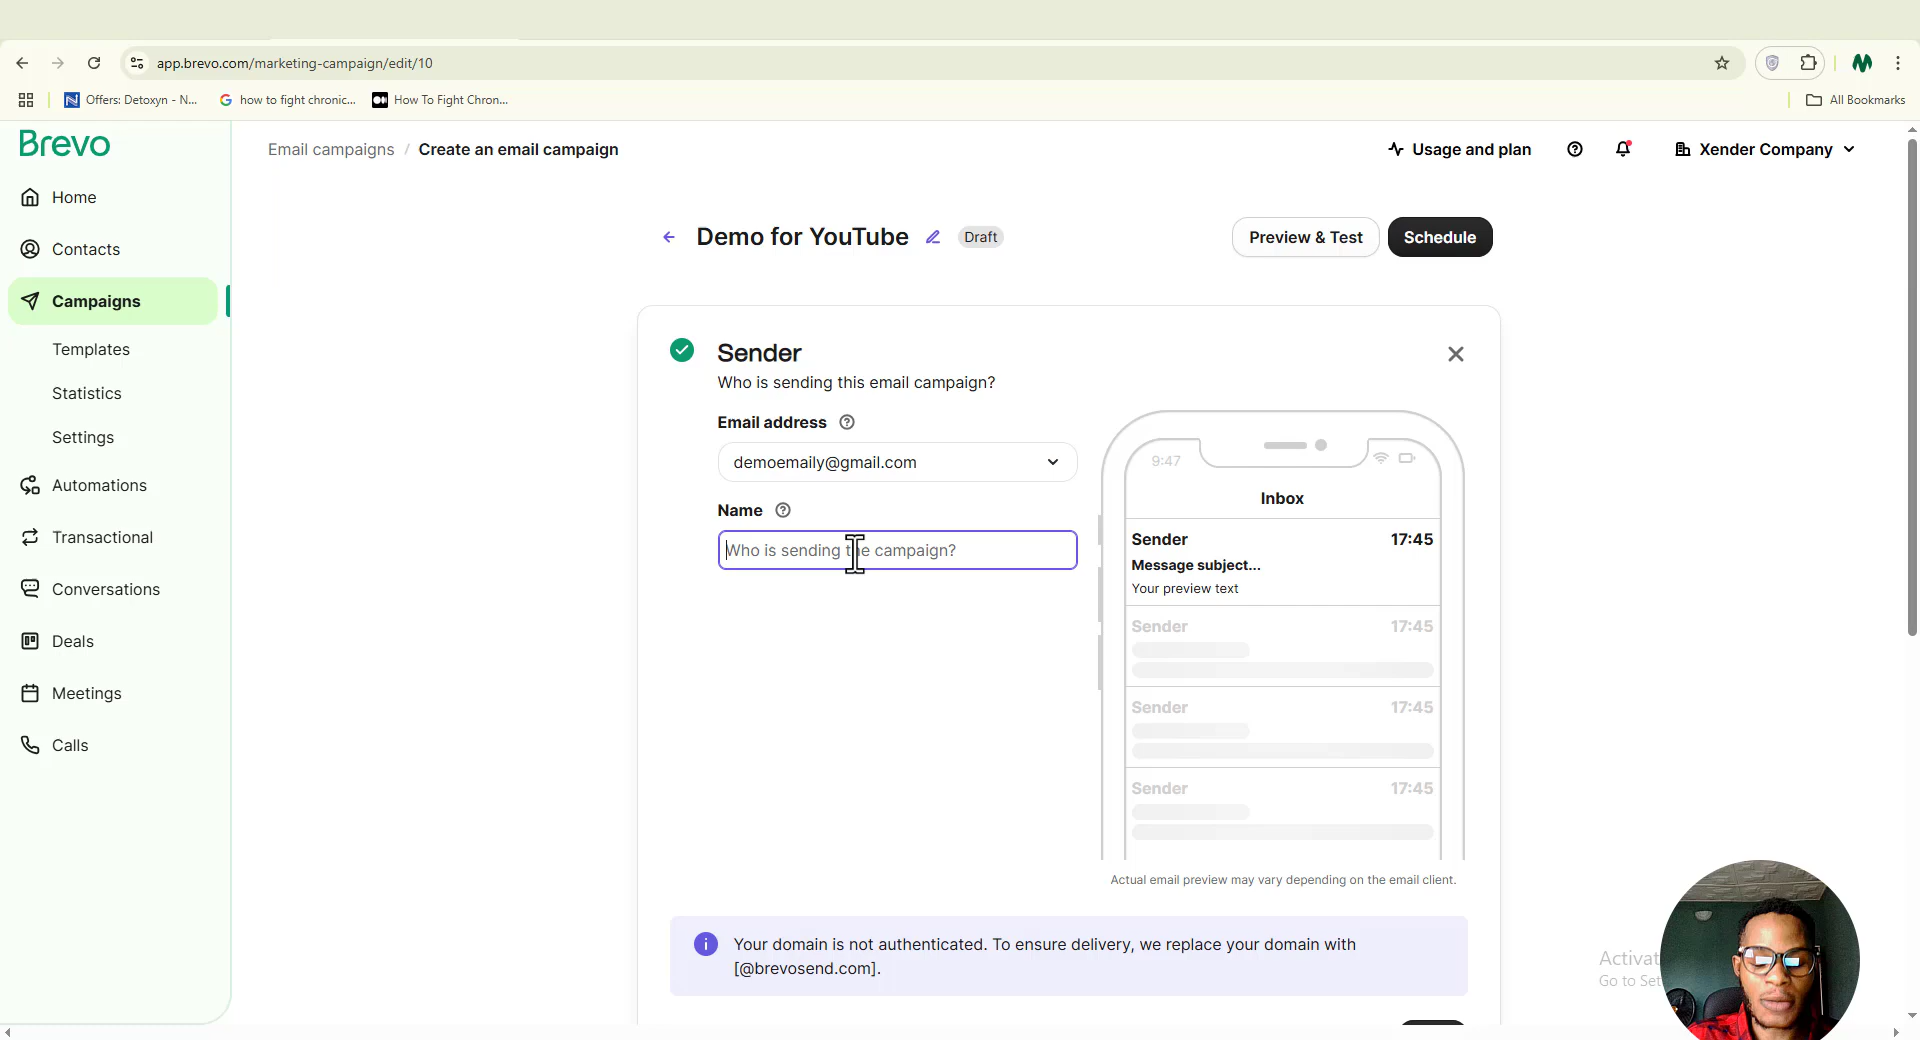 app.brevo.com/marketing-campaign/edit/10
Offers: Detoxyn - N...
how to fight chronic...
How To Fight Chron...
All Bookmarks
Brevo
Email campaigns / Create an email campaign
Usage and plan
Xender Company
Home
Contacts
Campaigns
Templates
Statistics
Settings
Automations
Transactional
Conversations
Deals
Meetings
Calls
Demo for YouTube
Draft
Preview & Test
Schedule
Sender
Who is sending this email campaign?
Email address
demoemaily@gmail.com
Name
Who is sending the campaign?
9:47
Inbox
Sender 17:45
Message subject...
Your preview text
Sender 17:45
Sender 17:45
Sender 17:45
Actual email preview may vary depending on the email client.
Your domain is not authenticated. To ensure delivery, we replace your domain with
[@brevosend.com].
Activat
Go to Set